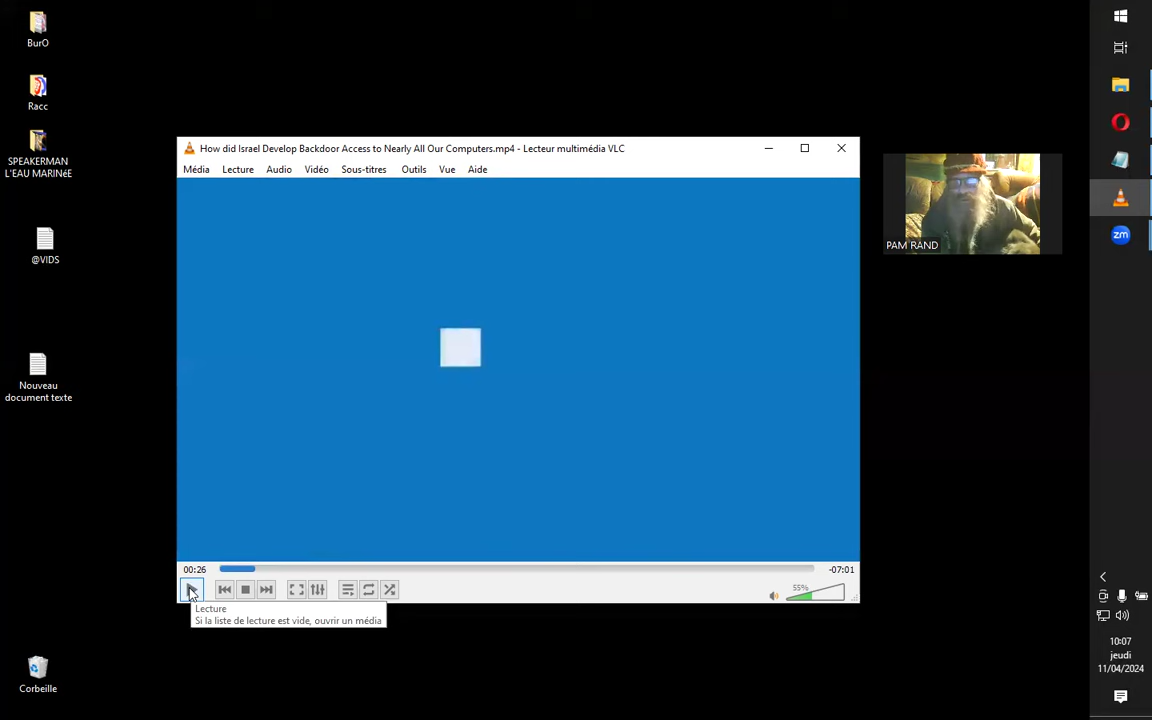 BurO
Racc
SPEAKERMAN
L'EAU MARINéE
@VIDS
Nouveau
document texte
Corbeille
How did Israel Develop Backdoor Access to Nearly All Our Computers.mp4 - Lecteur multimédia VLC
Média Lecture Audio Vidéo Sous-titres Outils Vue Aide
00:26
-07:01
55%
Lecture
Si la liste de lecture est vide, ouvrir un média
PAM RAND
zm
10:07
jeudi
11/04/2024